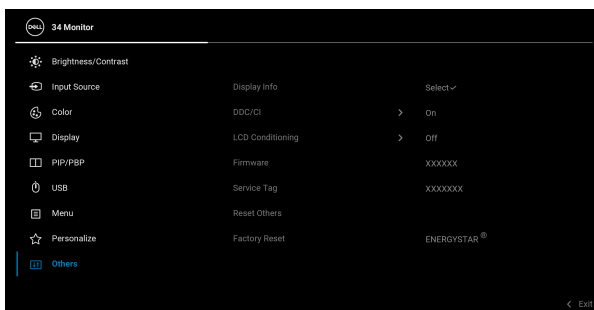 DELL 34 Monitor
Brightness/Contrast
Input Source Display Info Select✓
Color DDC/CI > On
Display LCD Conditioning > Off
PIP/PBP Firmware XXXXXX
USB Service Tag XXXXXXX
Menu Reset Others
Personalize Factory Reset ENERGYSTAR ®
Others
< Exit